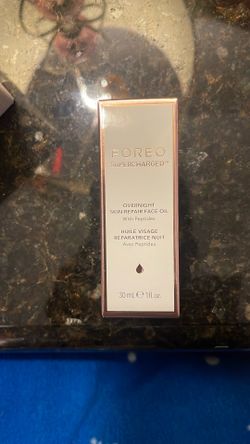 FOREO
SUPERCHARGED™
OVERNIGHT
SKIN REPAIR FACE OIL
With Peptides
HUILE VISAGE
RÉPARATRICE NUIT
Avec Peptides
30 mL ℮ 1 fl.oz.